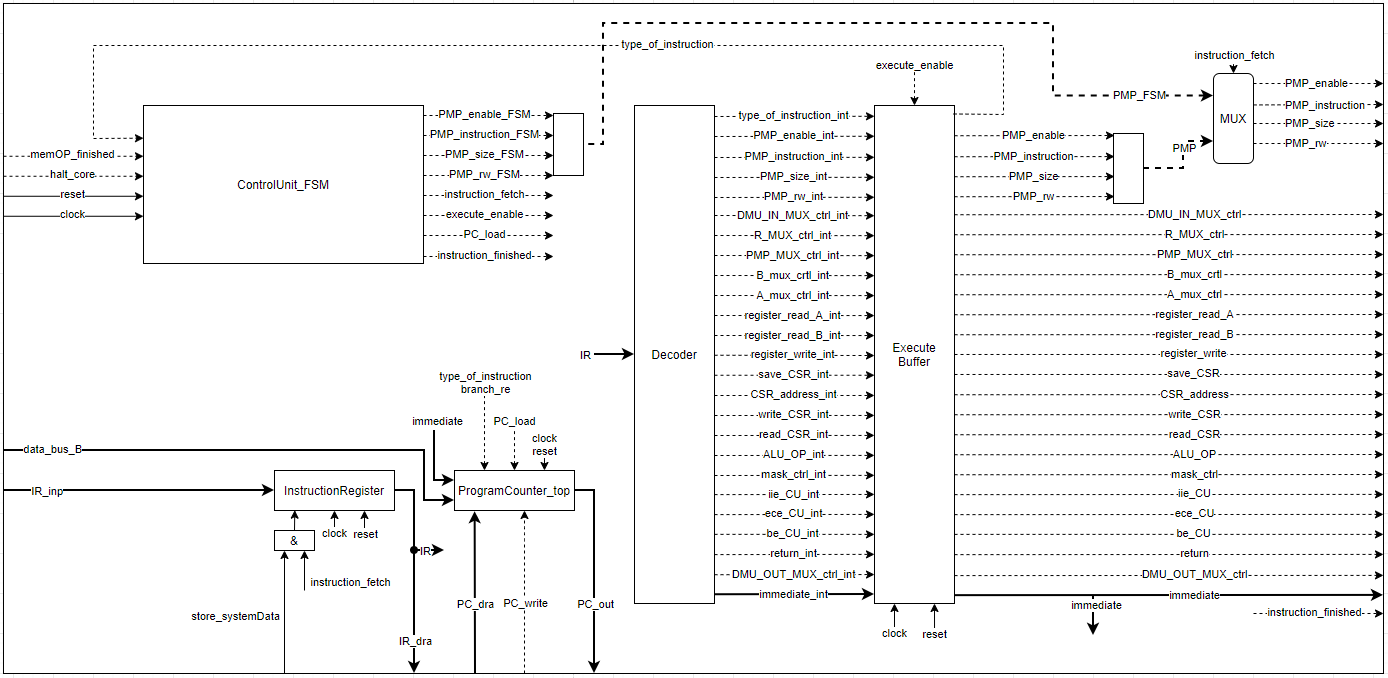 type_of_instruction
instruction_fetch
execute_enable
PMP_enable
PMP_FSM
PMP_instruction
MUX
PMP_size
PMP_rw
PMP
memOP_finished
halt_core
reset
clock
ControlUnit_FSM
PMP_enable_FSM
PMP_instruction_FSM
PMP_size_FSM
PMP_rw_FSM
instruction_fetch
execute_enable
PC_load
instruction_finished
IR
Decoder
type_of_instruction_int
PMP_enable_int
PMP_instruction_int
PMP_size_int
PMP_rw_int
DMU_IN_MUX_ctrl_int
R_MUX_ctrl_int
PMP_MUX_ctrl_int
B_mux_crtl_int
A_mux_ctrl_int
register_read_A_int
register_read_B_int
register_write_int
save_CSR_int
CSR_address_int
write_CSR_int
read_CSR_int
ALU_OP_int
mask_ctrl_int
iie_CU_int
ece_CU_int
be_CU_int
return_int
DMU_OUT_MUX_ctrl_int
immediate_int
Execute
Buffer
clock
reset
PMP_enable
PMP_instruction
PMP_size
PMP_rw
DMU_IN_MUX_ctrl
R_MUX_ctrl
PMP_MUX_ctrl
B_mux_crtl
A_mux_ctrl
register_read_A
register_read_B
register_write
save_CSR
CSR_address
write_CSR
read_CSR
ALU_OP
mask_ctrl
iie_CU
ece_CU
be_CU
return
DMU_OUT_MUX_ctrl
immediate
immediate
instruction_finished
type_of_instruction
branch_re
immediate
PC_load
clock
reset
data_bus_B
IR_inp
InstructionRegister
ProgramCounter_top
&
clock
reset
IR
instruction_fetch
store_systemData
PC_dra
PC_write
PC_out
IR_dra